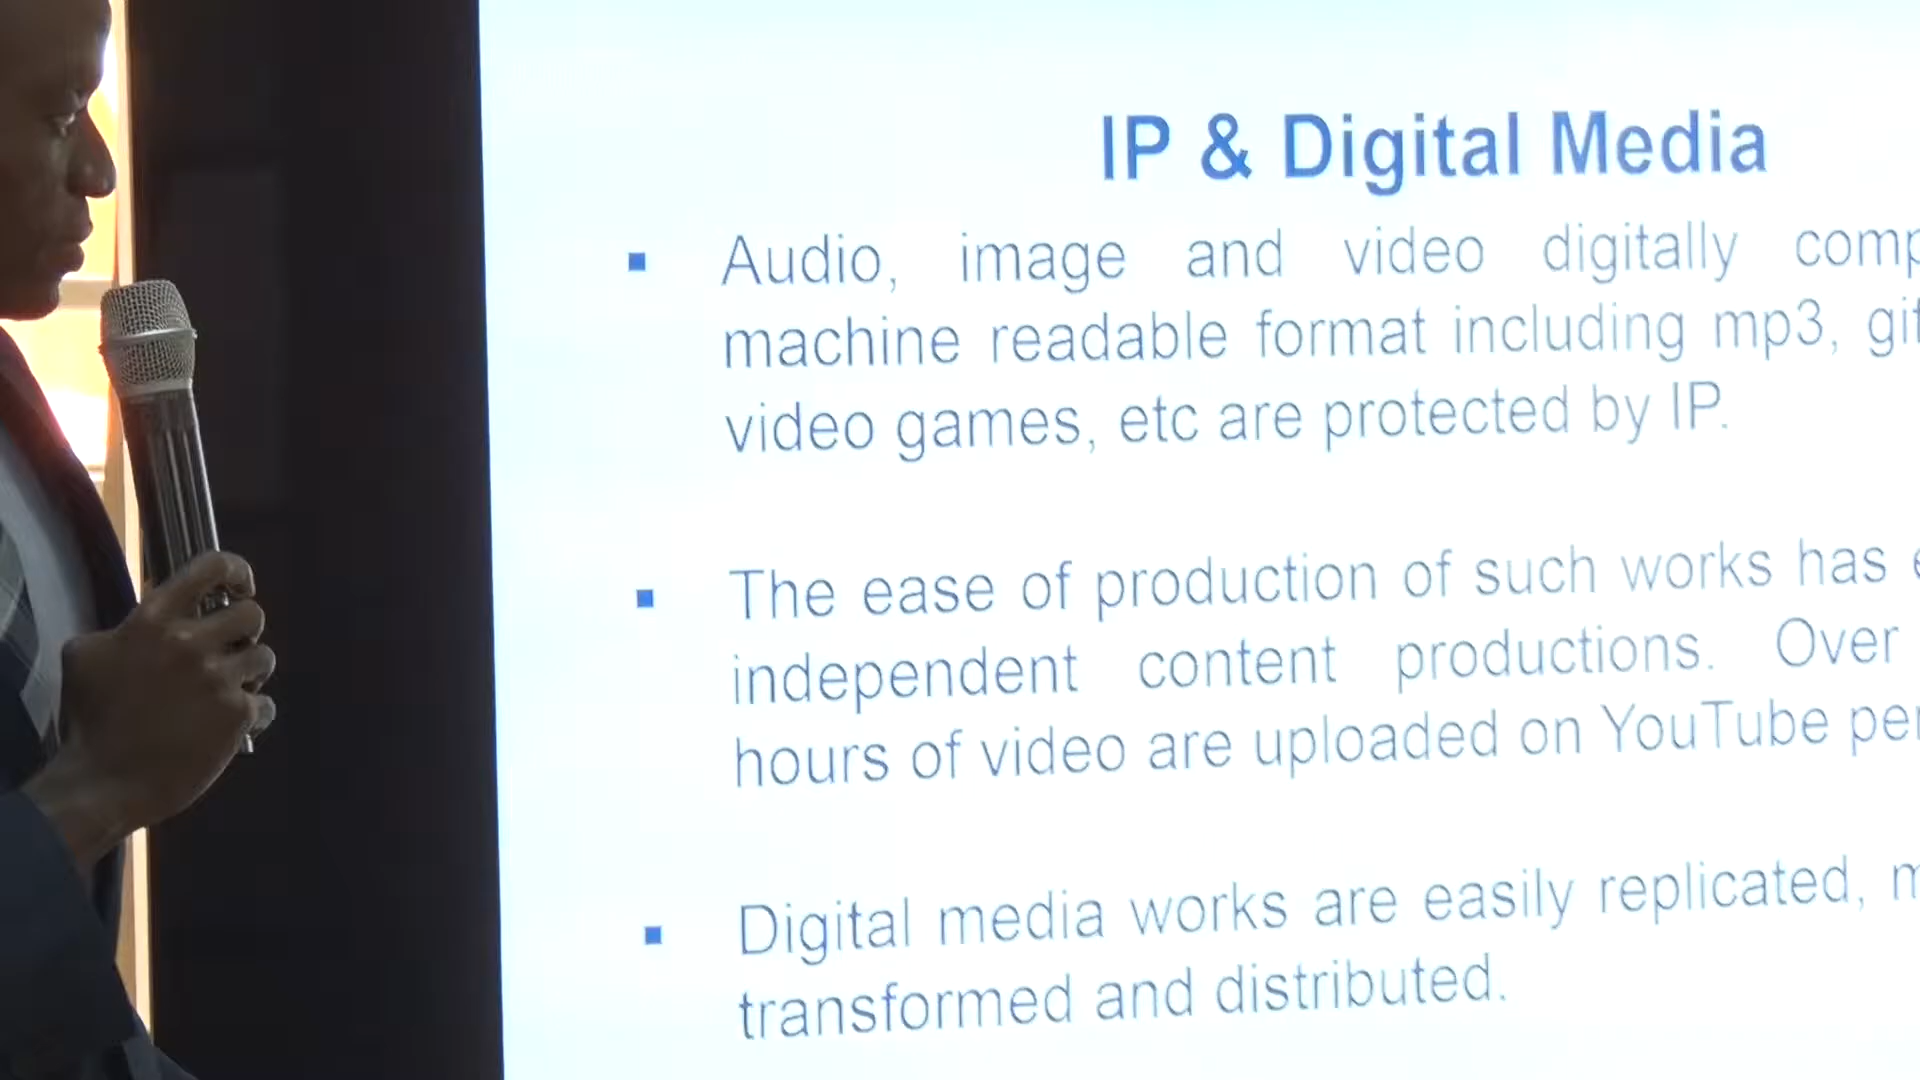 IP & Digital Media
Audio, image and video digitally
machine readable format including mp3,
video games, etc are protected by IP.
The ease of production of such works has
independent content productions. Over
hours of video are uploaded on YouTube
Digital media works are easily replicated,
transformed and distributed.